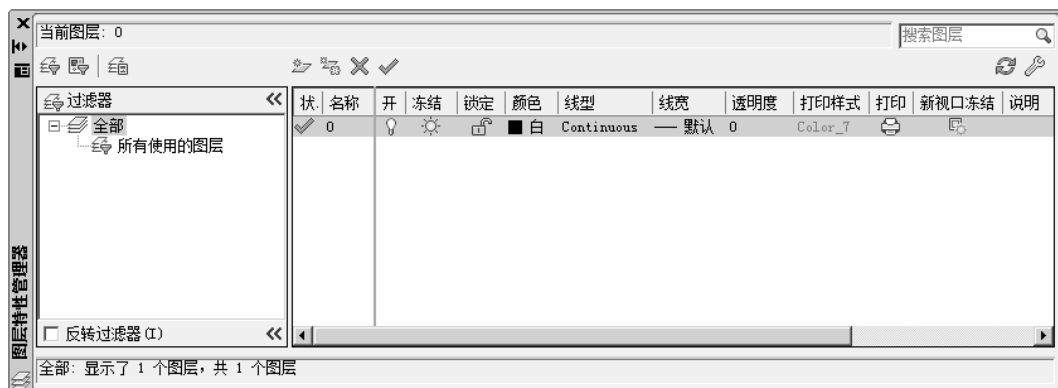 当前图层: 0
搜索图层
过滤器
全部
所有使用的图层
反转过滤器(I)
状. 名称 开 冻结 锁定 颜色 线型 线宽 透明度 打印样式 打印 新视口冻结 说明
0 白 Continuous 默认 0 Color_7
图层特性管理器
全部: 显示了 1 个图层，共 1 个图层